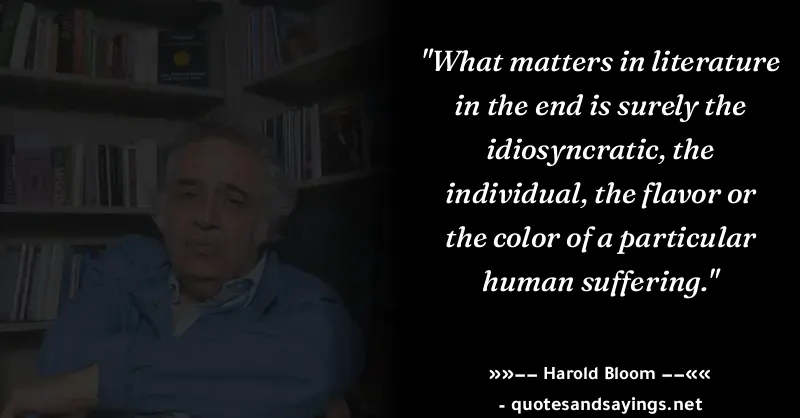 "What matters in literature
in the end is surely the
idiosyncratic, the
individual, the flavor or
the color of a particular
human suffering."
»»–– Harold Bloom ––««
- quotesandsayings.net